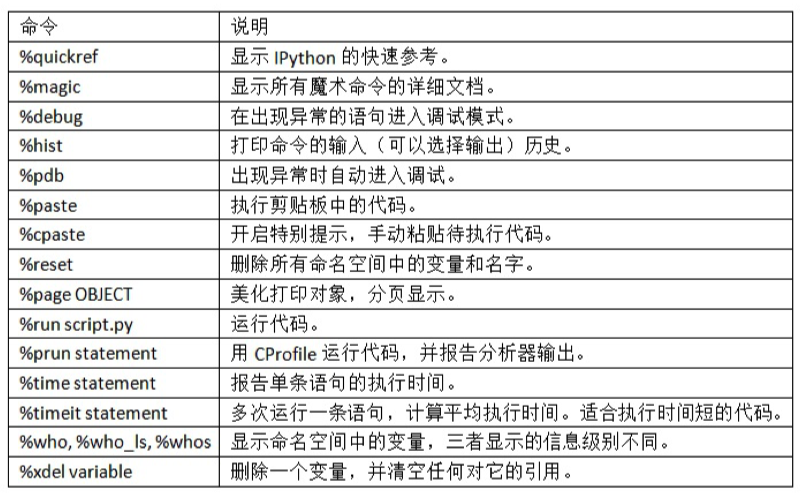 命令 说明
%quickref 显示 IPython 的快速参考。
%magic 显示所有魔术命令的详细文档。
%debug 在出现异常的语句进入调试模式。
%hist 打印命令的输入（可以选择输出）历史。
%pdb 出现异常时自动进入调试。
%paste 执行剪贴板中的代码。
%cpaste 开启特别提示，手动粘贴待执行代码。
%reset 删除所有命名空间中的变量和名字。
%page OBJECT 美化打印对象，分页显示。
%run script.py 运行代码。
%prun statement 用 CProfile 运行代码，并报告分析器输出。
%time statement 报告单条语句的执行时间。
%timeit statement 多次运行一条语句，计算平均执行时间。适合执行时间短的代码。
%who, %who_ls, %whos 显示命名空间中的变量，三者显示的信息级别不同。
%xdel variable 删除一个变量，并清空任何对它的引用。